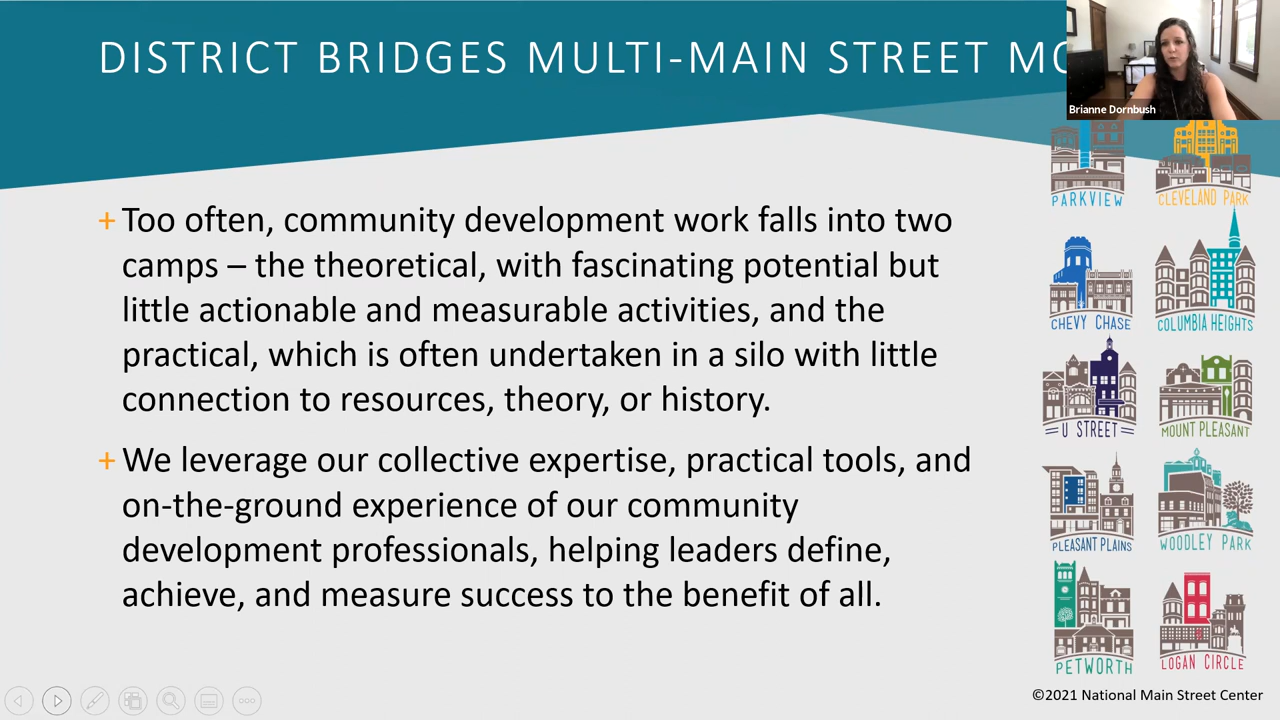 DISTRICT BRIDGES MULTI-MAIN STREET
Brianne Dornbush
+ Too often, community development work falls into two
camps – the theoretical, with fascinating potential but
little actionable and measurable activities, and the
practical, which is often undertaken in a silo with little
connection to resources, theory, or history.
+ We leverage our collective expertise, practical tools, and
on-the-ground experience of our community
development professionals, helping leaders define,
achieve, and measure success to the benefit of all.
PARKVIEW
CLEVELAND PARK
CHEVY CHASE
COLUMBIA HEIGHTS
U STREET
MOUNT PLEASANT
PLEASANT PLAINS
WOODLEY PARK
PETWORTH
LOGAN CIRCLE
©2021 National Main Street Center